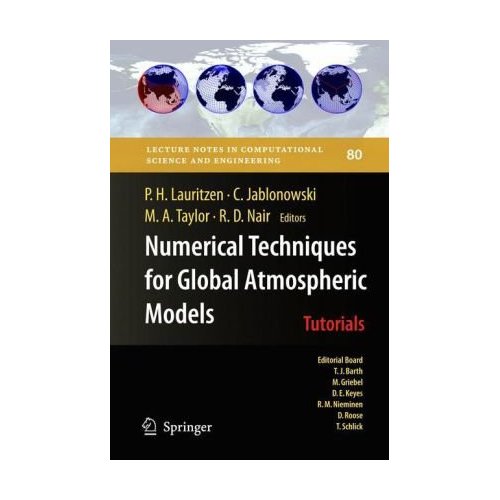 LECTURE NOTES IN COMPUTATIONAL
SCIENCE AND ENGINEERING 80
P. H. Lauritzen · C. Jablonowski
M. A. Taylor · R. D. Nair Editors
Numerical Techniques
for Global Atmospheric
Models
Tutorials
Editorial Board
T. J. Barth
M. Griebel
D. E. Keyes
R. M. Nieminen
D. Roose
T. Schlick
Springer